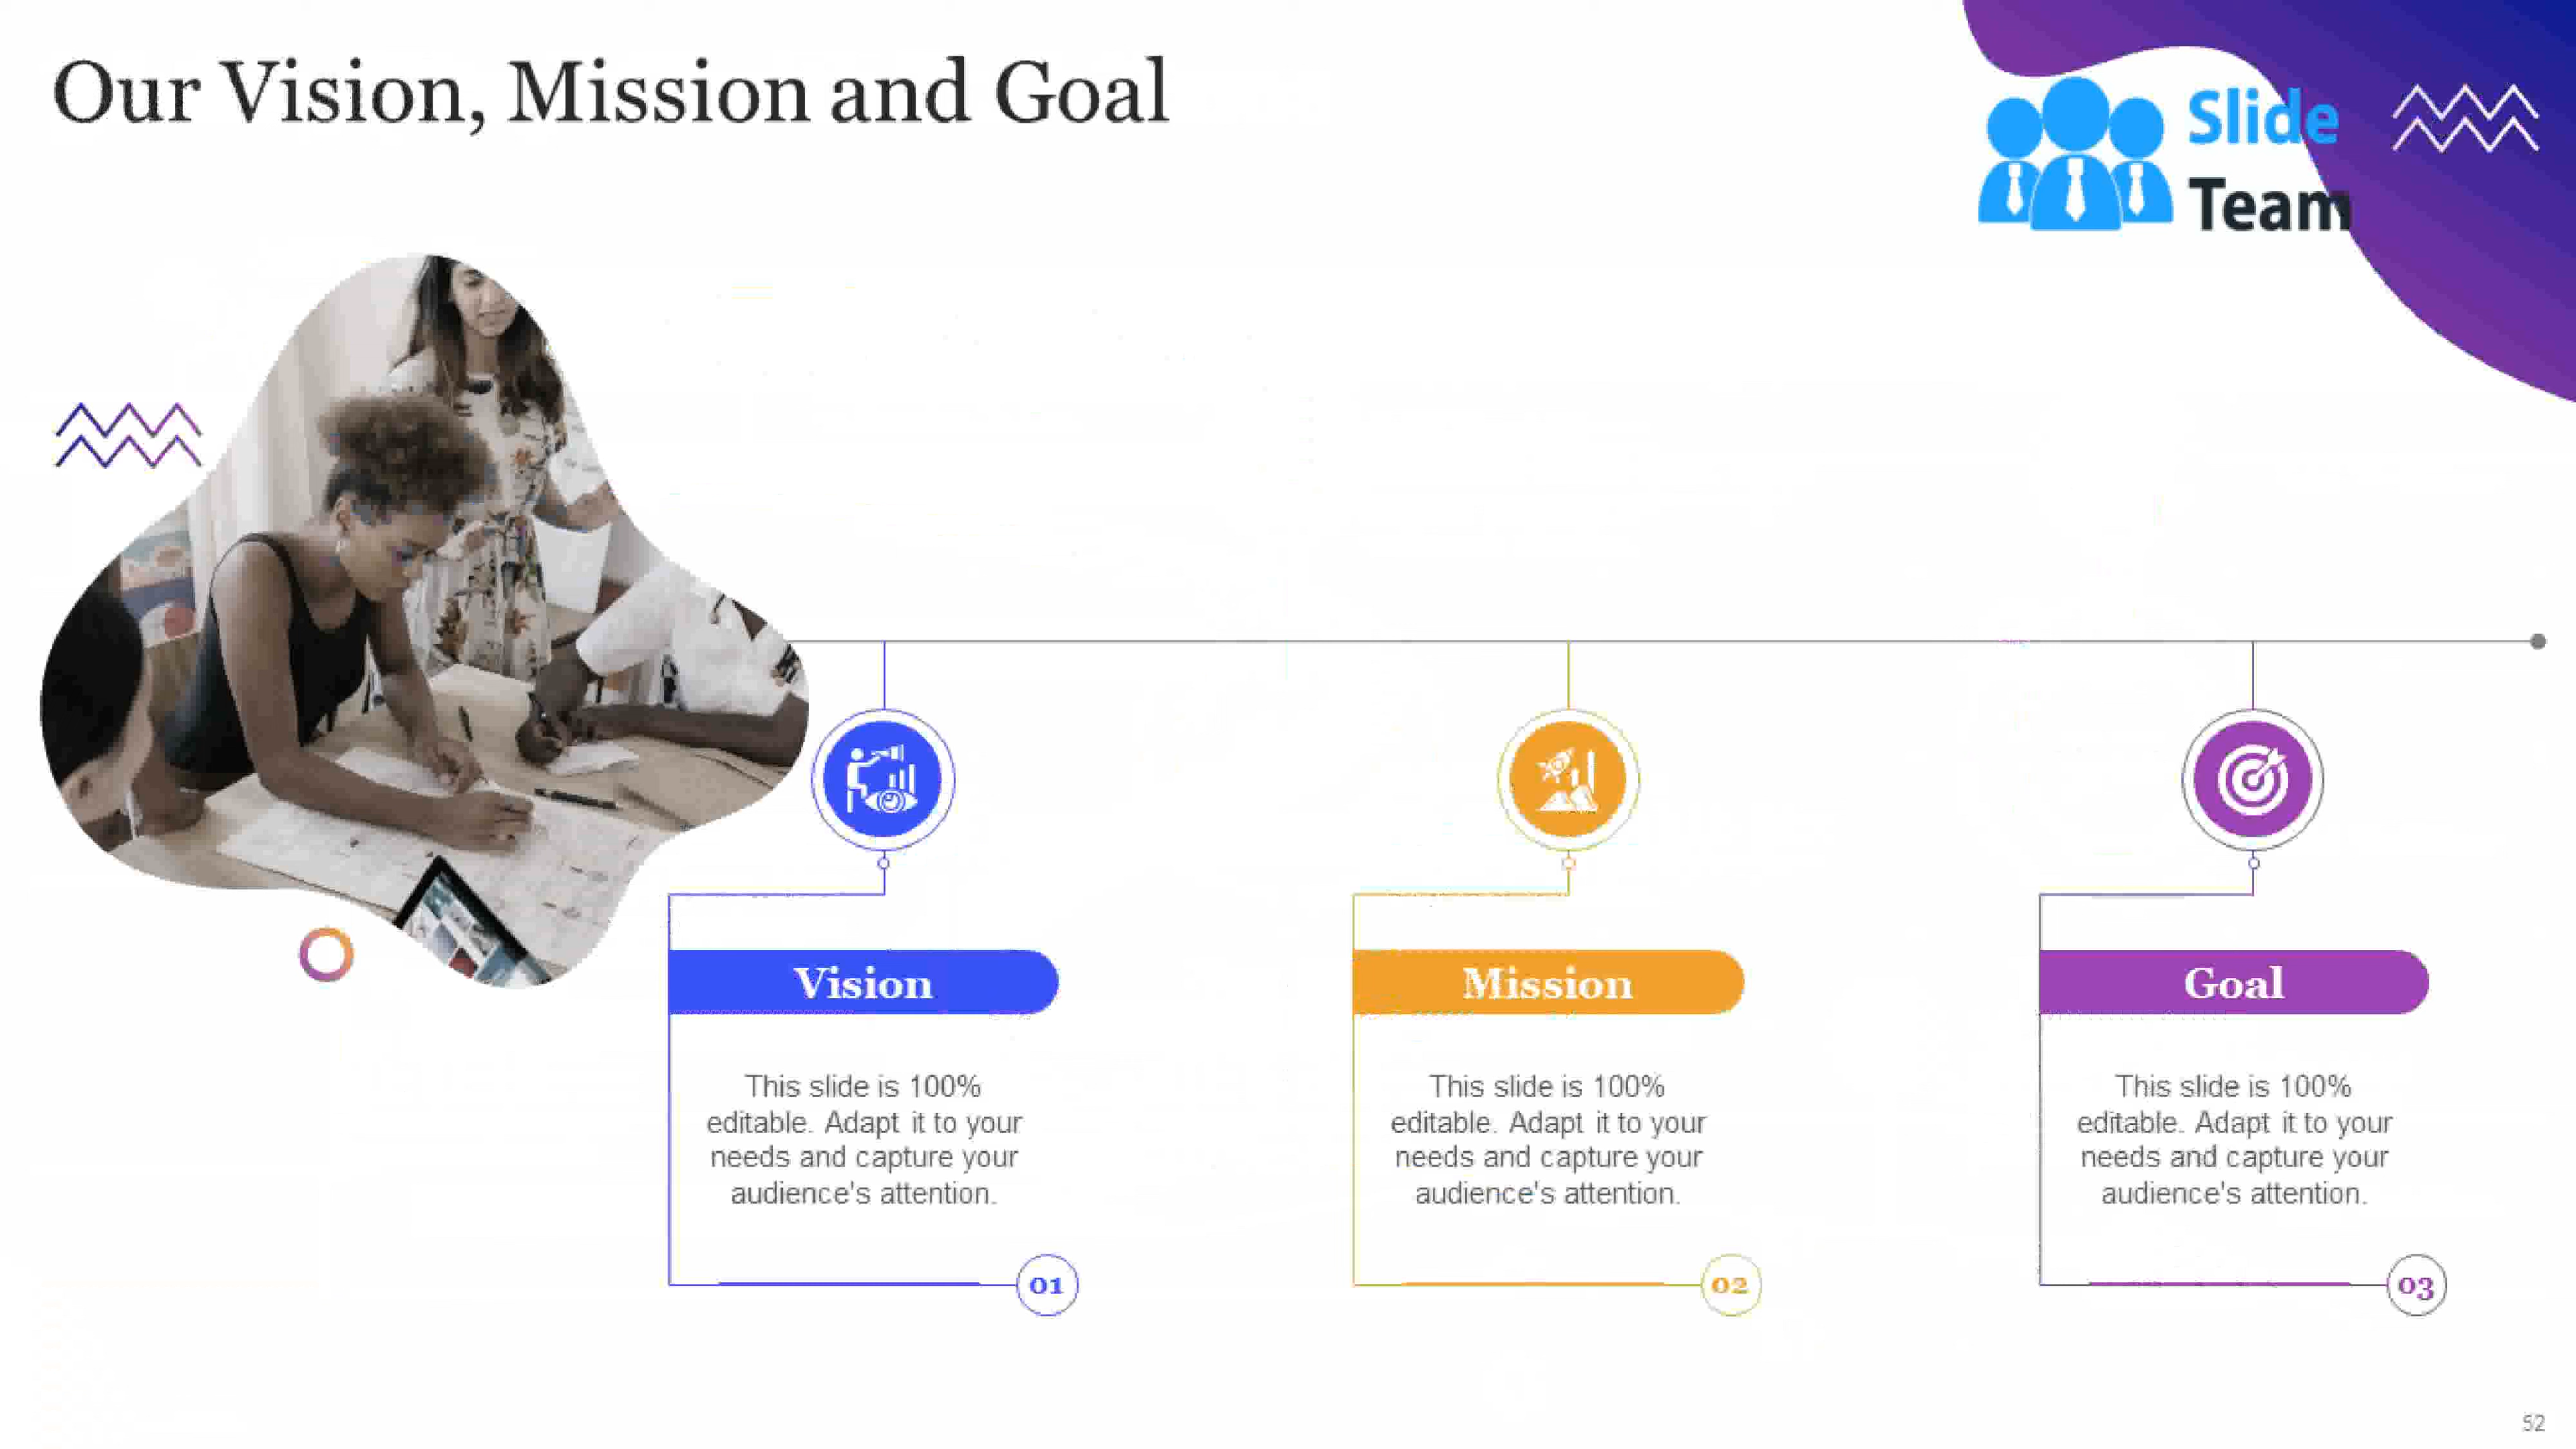 Our Vision, Mission and Goal
Slide
Team
Vision
This slide is 100%
editable. Adapt it to your
needs and capture your
audience's attention.
01
Mission
This slide is 100%
editable. Adapt it to your
needs and capture your
audience's attention.
02
Goal
This slide is 100%
editable. Adapt it to your
needs and capture your
audience's attention.
03
52